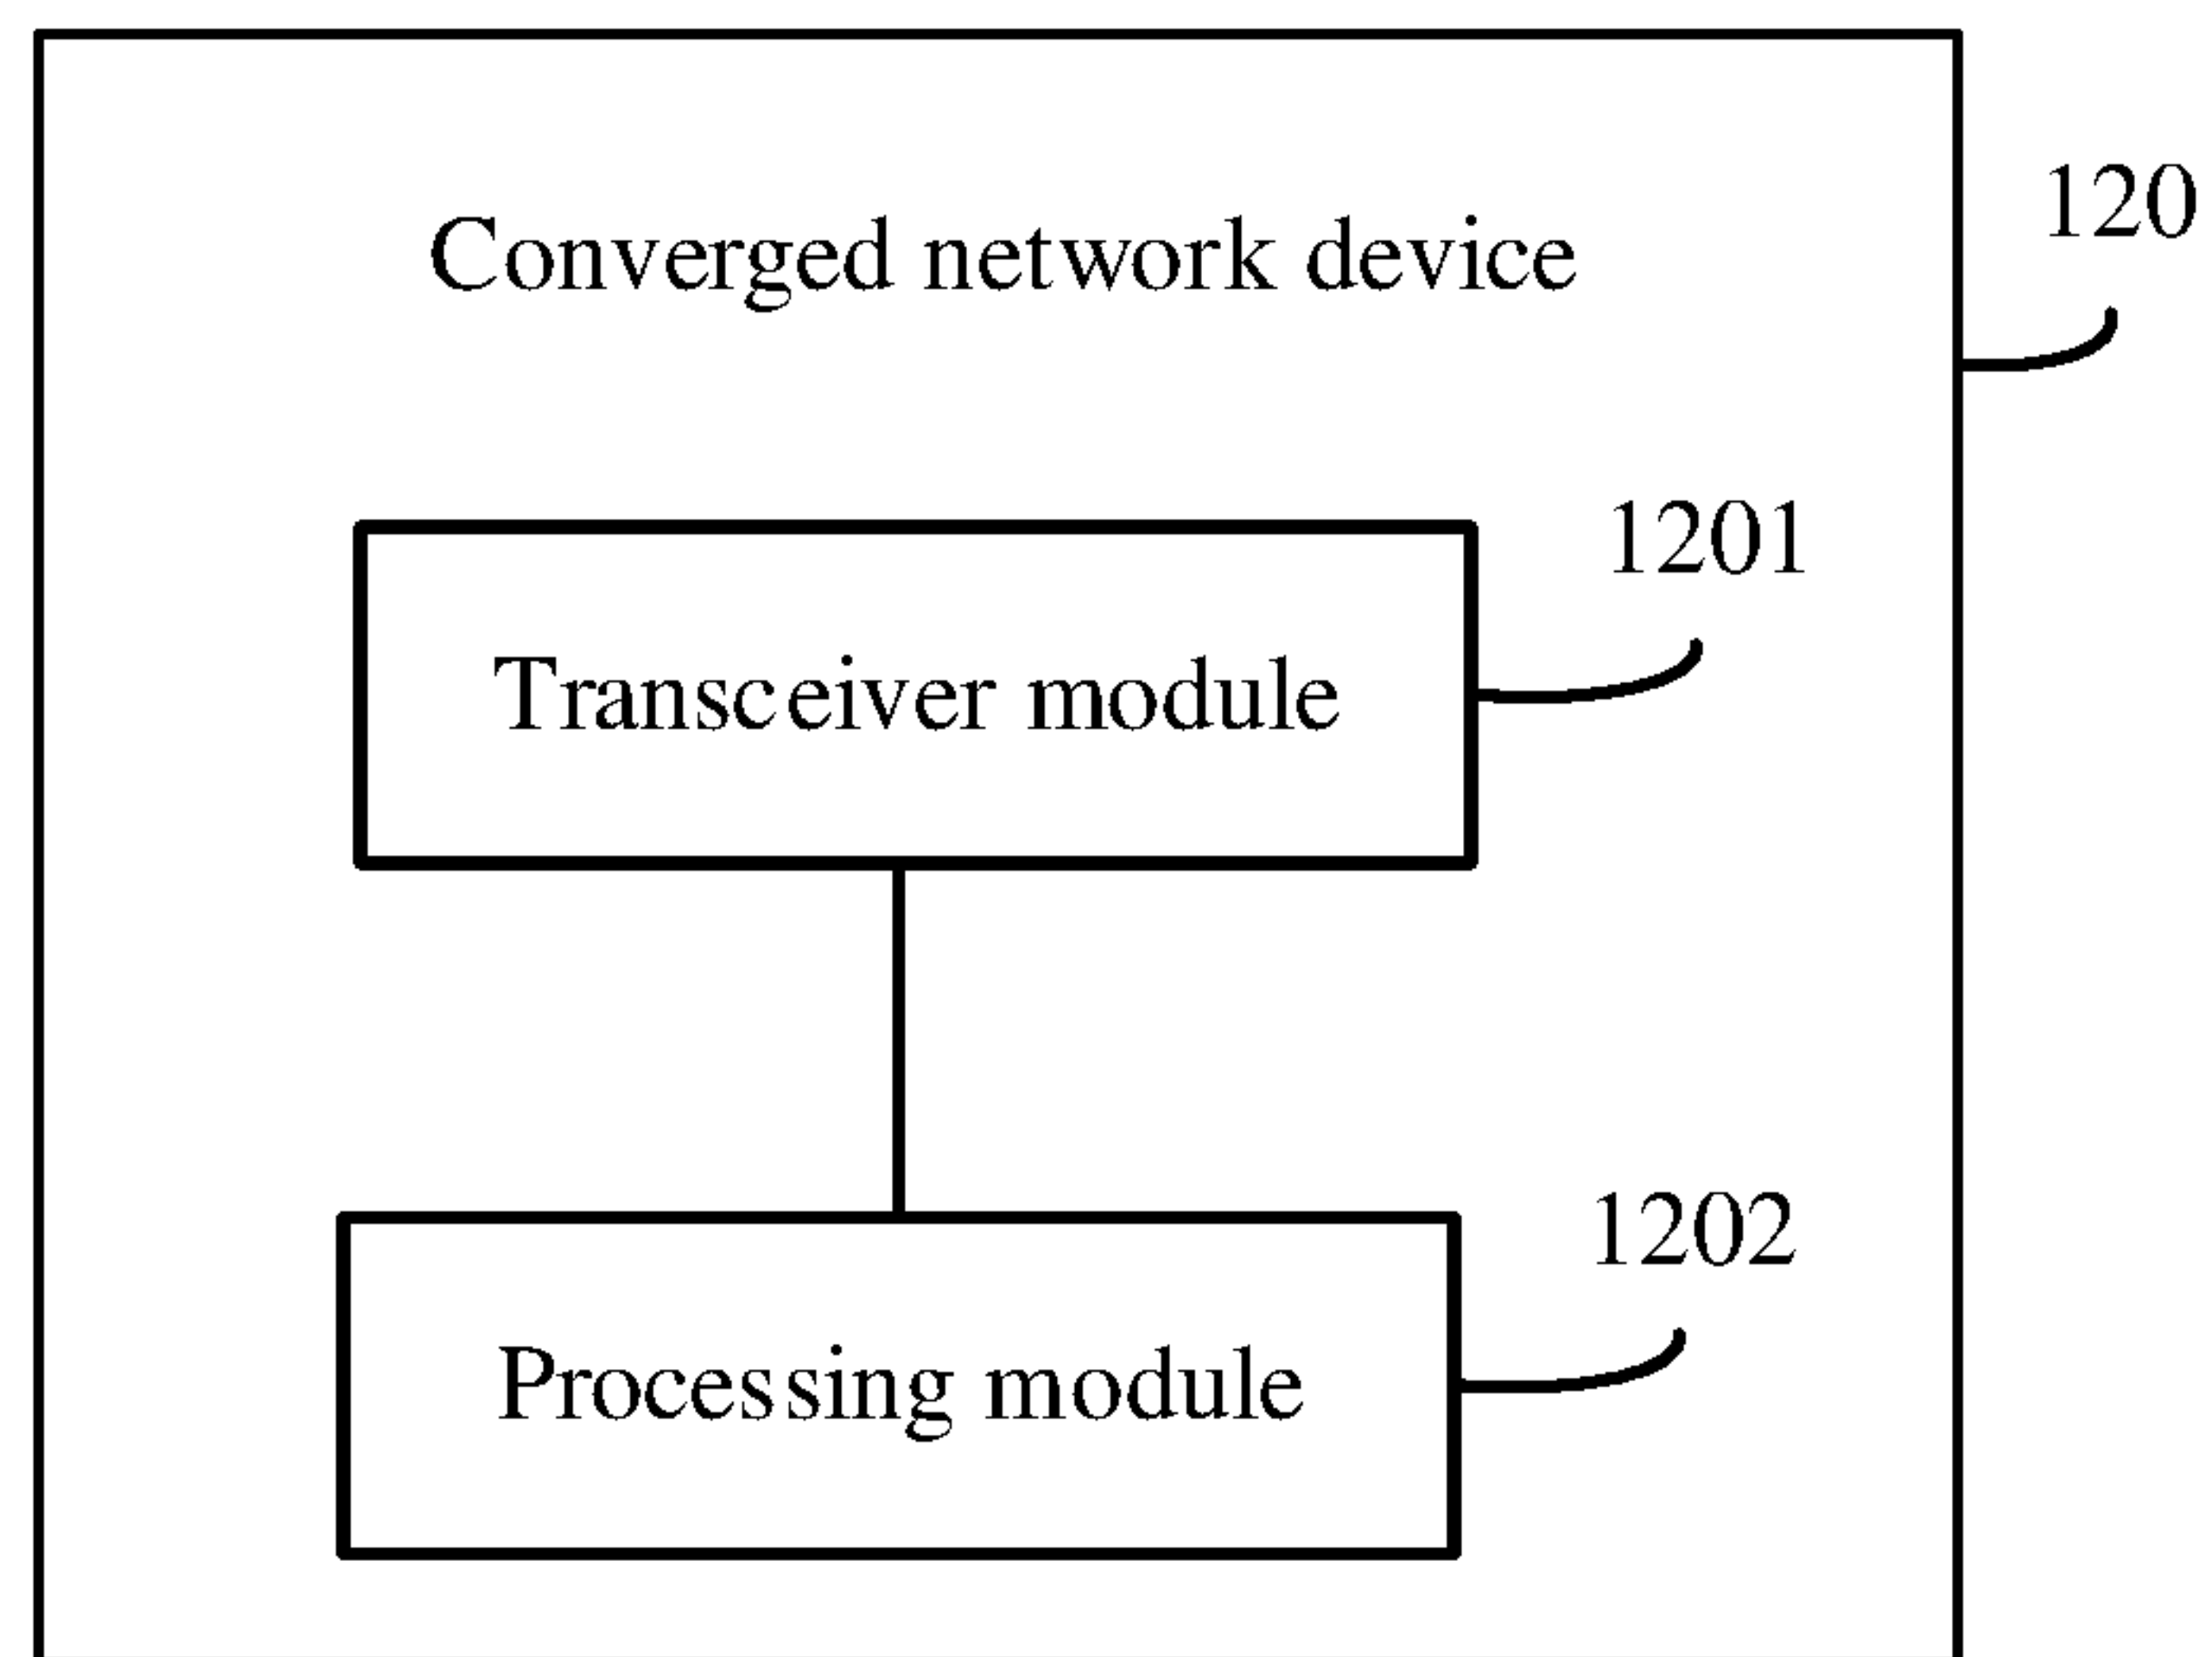 120
Converged network device
1201
Transceiver module
1202
Processing module